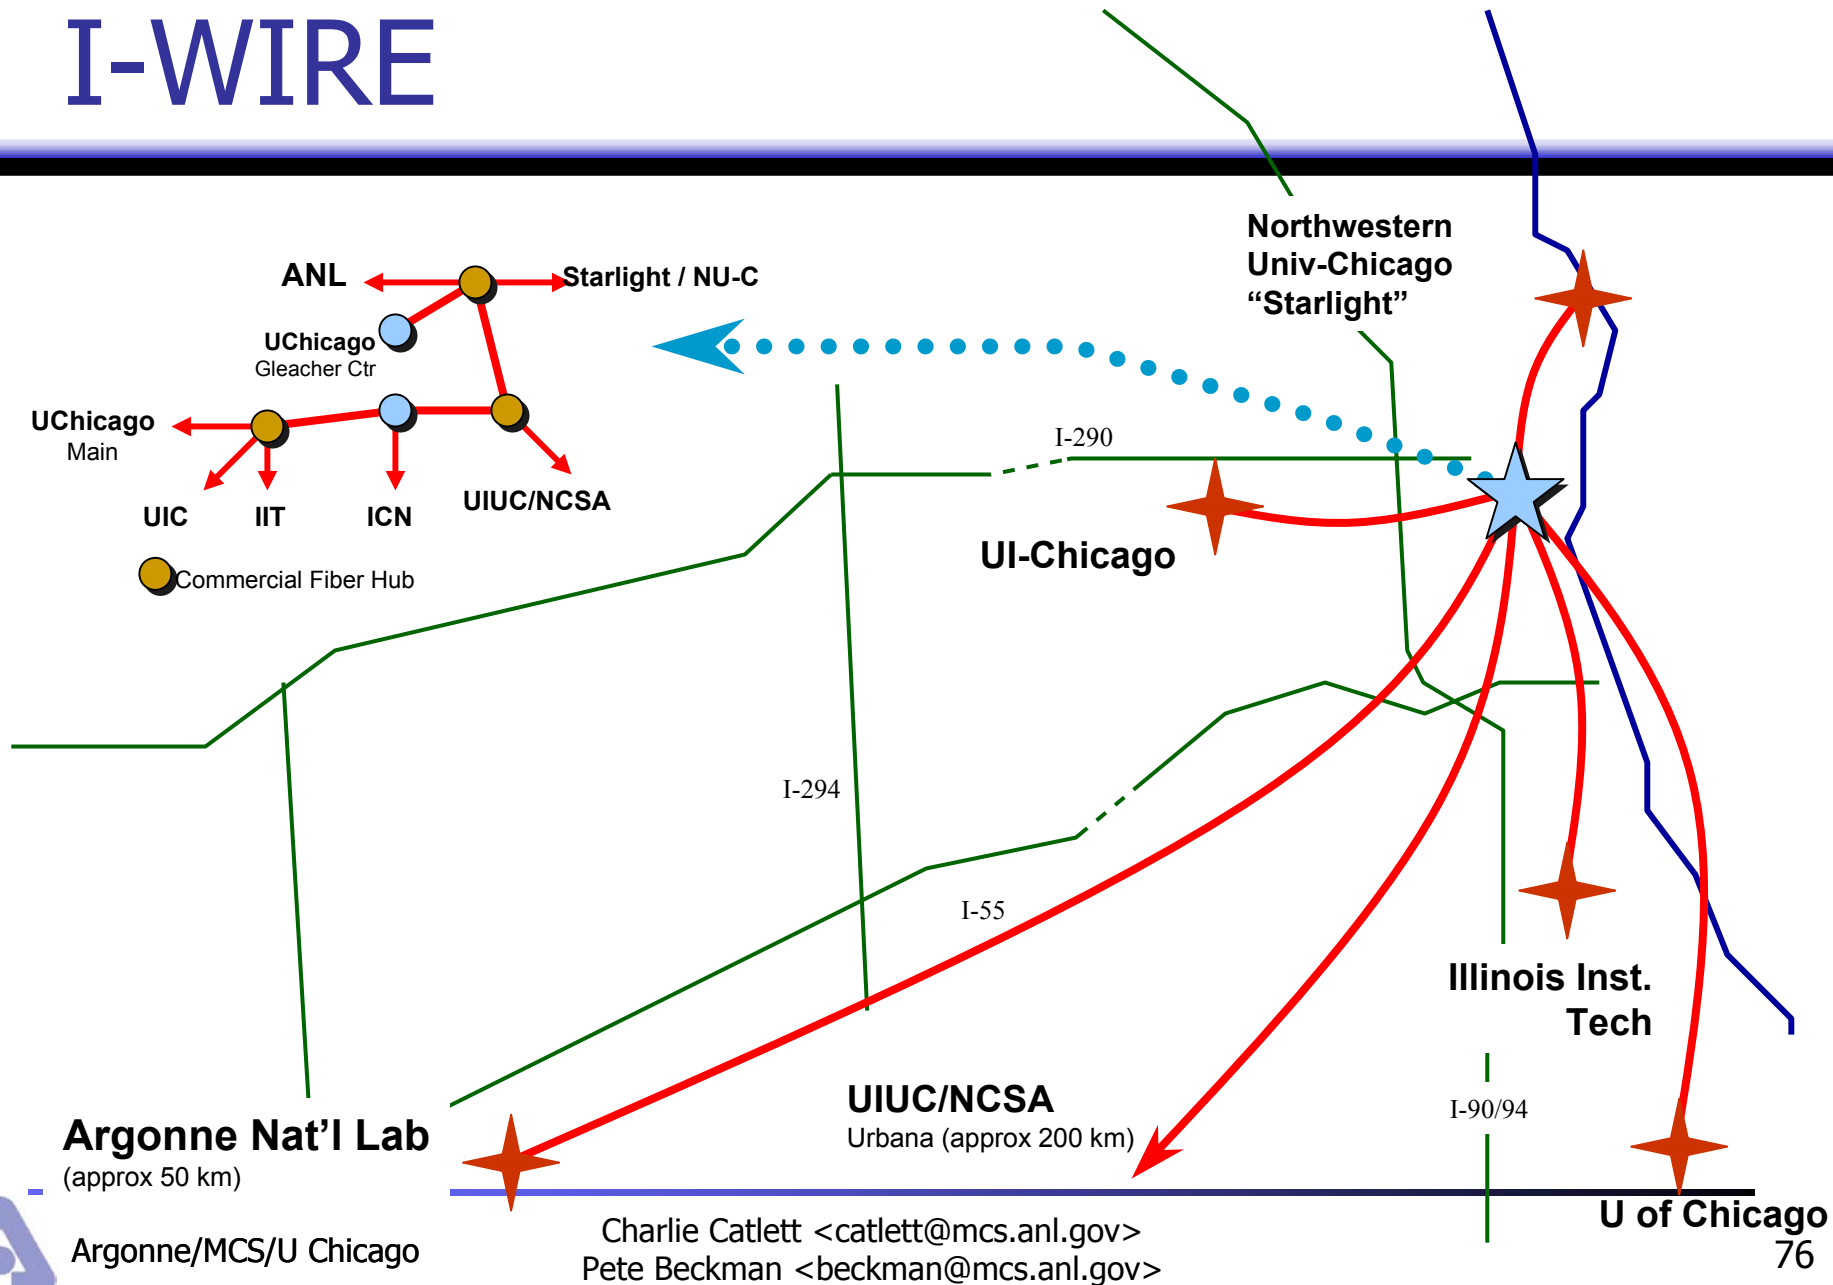 I-WIRE
Northwestern
Univ-Chicago
“Starlight”
ANL
Starlight / NU-C
UChicago
Gleacher Ctr
UChicago
Main
UIC
IIT
ICN
UIUC/NCSA
Commercial Fiber Hub
I-290
UI-Chicago
I-294
I-55
Illinois Inst.
Tech
UIUC/NCSA
Urbana (approx 200 km)
I-90/94
Argonne Nat’l Lab
(approx 50 km)
U of Chicago
Argonne/MCS/U Chicago
Charlie Catlett <catlett@mcs.anl.gov>
Pete Beckman <beckman@mcs.anl.gov>
76